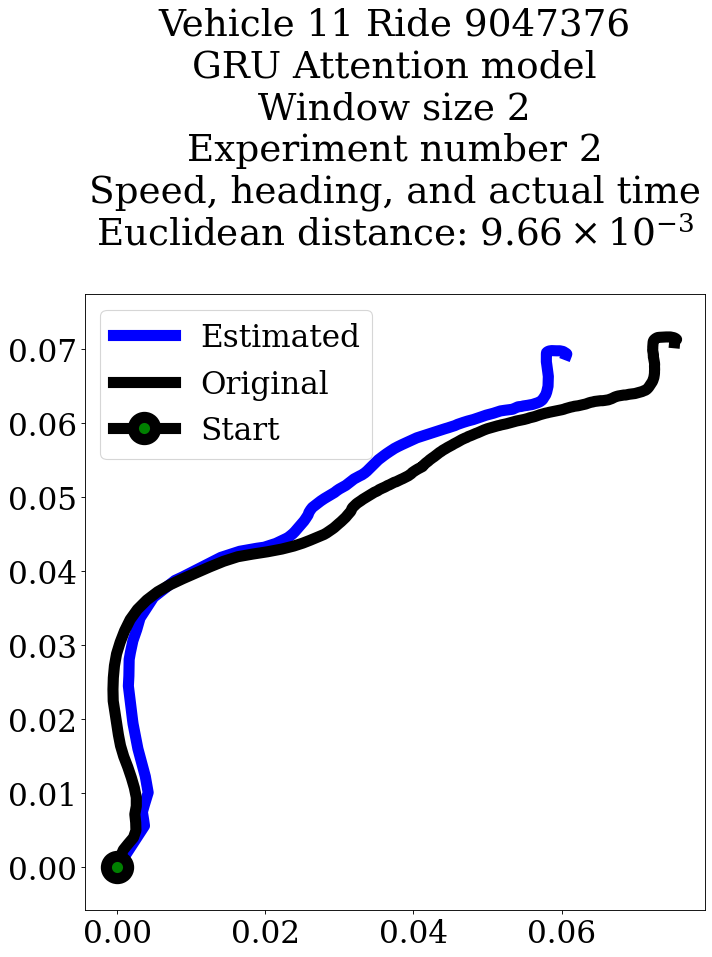 Vehicle 11 Ride 9047376
GRU Attention model
Window size 2
Experiment number 2
Speed, heading, and actual time
Euclidean distance: 9.66 × 10⁻³
Estimated
Original
Start
0.07
0.06
0.05
0.04
0.03
0.02
0.01
0.00
0.00 0.02 0.04 0.06